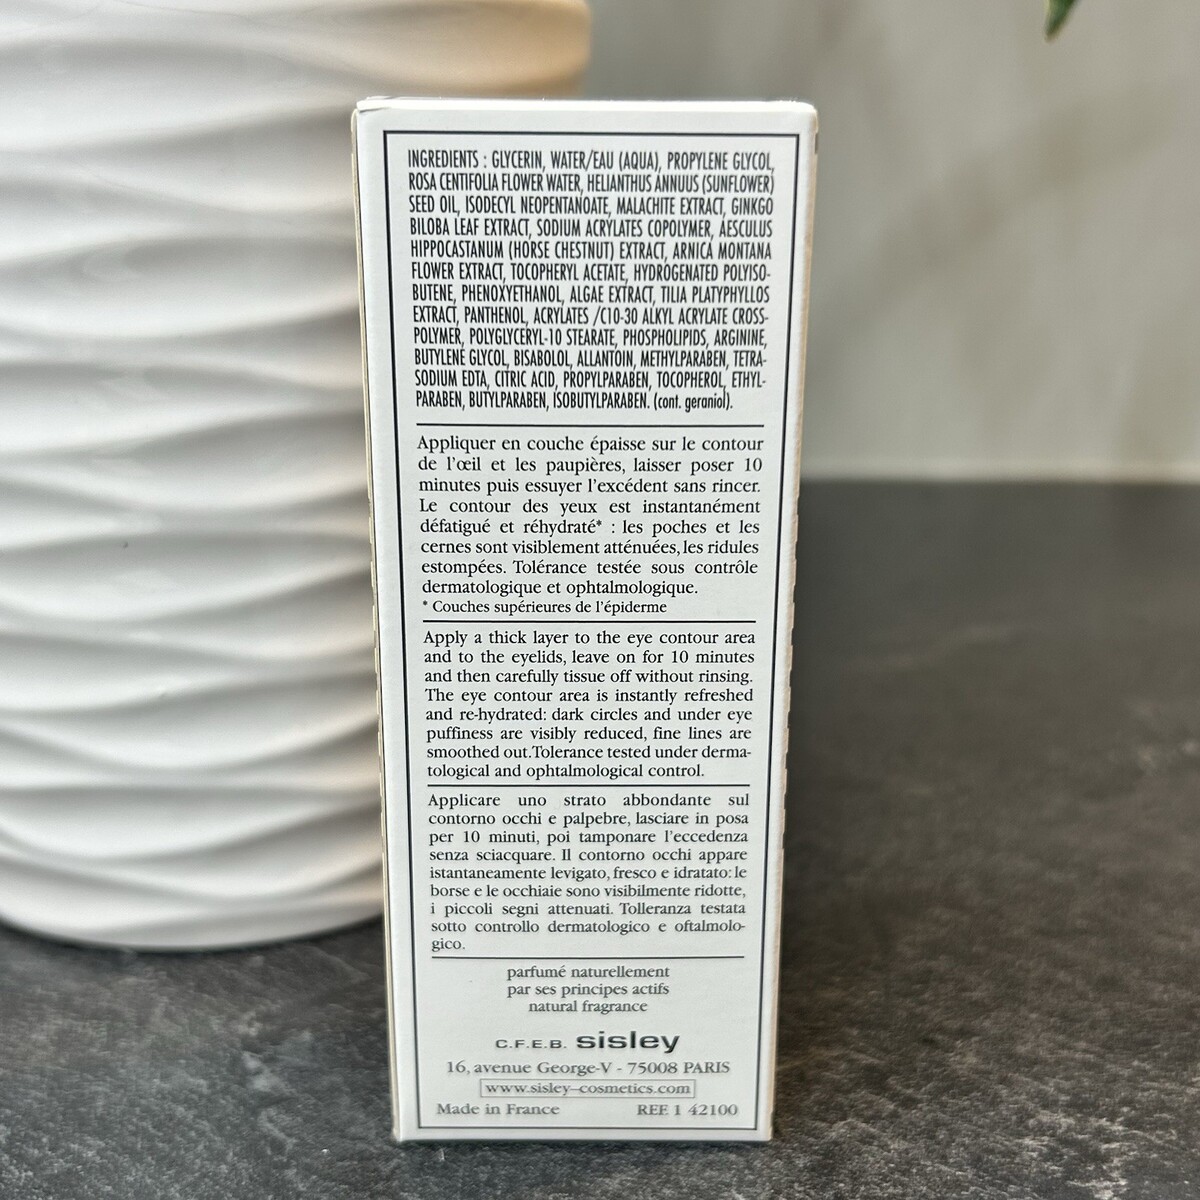 INGREDIENTS : GLYCERIN, WATER/EAU (AQUA), PROPYLENE GLYCOL,
ROSA CENTIFOLIA FLOWER WATER, HELIANTHUS ANNUUS (SUNFLOWER)
SEED OIL, ISODECYL NEOPENTANOATE, MALACHITE EXTRACT, GINKGO
BILOBA LEAF EXTRACT, SODIUM ACRYLATES COPOLYMER, AESCULUS
HIPPOCASTANUM (HORSE CHESTNUT) EXTRACT, ARNICA MONTANA
FLOWER EXTRACT, TOCOPHERYL ACETATE, HYDROGENATED POLYISO-
BUTENE, PHENOXYETHANOL, ALGAE EXTRACT, TILIA PLATYPHYLLOS
EXTRACT, PANTHENOL, ACRYLATES /C10-30 ALKYL ACRYLATE CROSS-
POLYMER, POLYGLYCERYL-10 STEARATE, PHOSPHOLIPIDS, ARGININE,
BUTYLENE GLYCOL, BISABOLOL, ALLANTOIN, METHYLPARABEN, TETRA-
SODIUM EDTA, CITRIC ACID, PROPYLPARABEN, TOCOPHEROL, ETHYL-
PARABEN, BUTYLPARABEN, ISOBUTYLPARABEN. (cont. geraniol).
Appliquer en couche épaisse sur le contour
de l'œil et les paupières, laisser poser 10
minutes puis essuyer l'excédent sans rincer.
Le contour des yeux est instantanément
défatigué et réhydraté* : les poches et les
cernes sont visiblement atténuées, les ridules
estompées. Tolérance testée sous contrôle
dermatologique et ophtalmologique.
* Couches supérieures de l'épiderme
Apply a thick layer to the eye contour area
and to the eyelids, leave on for 10 minutes
and then carefully tissue off without rinsing.
The eye contour area is instantly refreshed
and re-hydrated: dark circles and under eye
puffiness are visibly reduced, fine lines are
smoothed out.Tolerance tested under derma-
tological and ophtalmological control.
Applicare uno strato abbondante sul
contorno occhi e palpebre, lasciare in posa
per 10 minuti, poi tamponare l'eccedenza
senza sciacquare. Il contorno occhi appare
istantaneamente levigato, fresco e idratato: le
borse e le occhiaie sono visibilmente ridotte,
i piccoli segni attenuati. Tolleranza testata
sotto controllo dermatologico e oftalmolo-
gico.
parfumé naturellement
par ses principes actifs
natural fragrance
C.F.E.B. sisley
16, avenue George-V - 75008 PARIS
www.sisley-cosmetics.com
Made in France REF. 1 42100